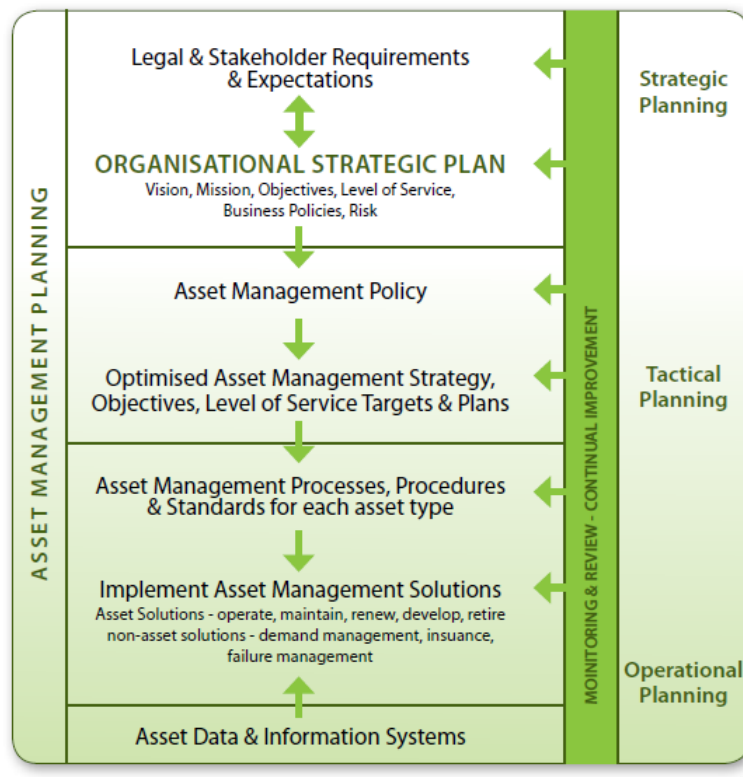 ASSET MANAGEMENT PLANNING
Legal & Stakeholder Requirements
& Expectations
ORGANISATIONAL STRATEGIC PLAN
Vision, Mission, Objectives, Level of Service,
Business Policies, Risk
Asset Management Policy
Optimised Asset Management Strategy,
Objectives, Level of Service Targets & Plans
Asset Management Processes, Procedures
& Standards for each asset type
Implement Asset Management Solutions
Asset Solutions - operate, maintain, renew, develop, retire
non-asset solutions - demand management, insuance,
failure management
Asset Data & Information Systems
MOINITORING & REVIEW - CONTINUAL IMPROVEMENT
Strategic
Planning
Tactical
Planning
Operational
Planning